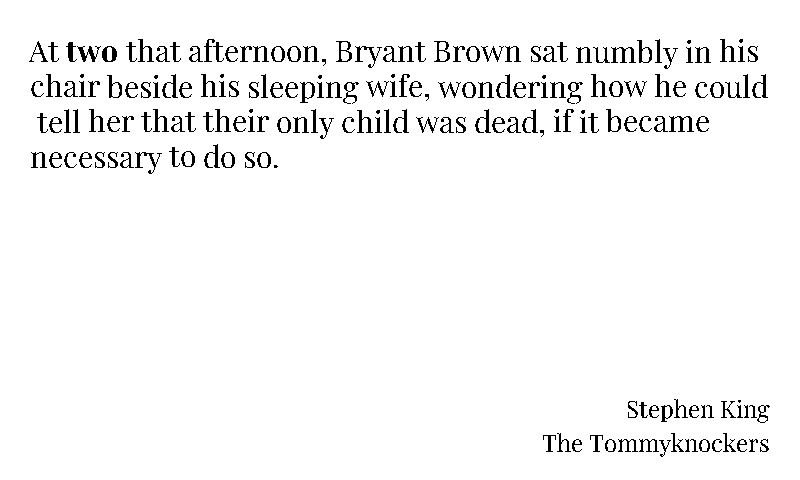 At two that afternoon, Bryant Brown sat numbly in his
chair beside his sleeping wife, wondering how he could
tell her that their only child was dead, if it became
necessary to do so.
Stephen King
The Tommyknockers